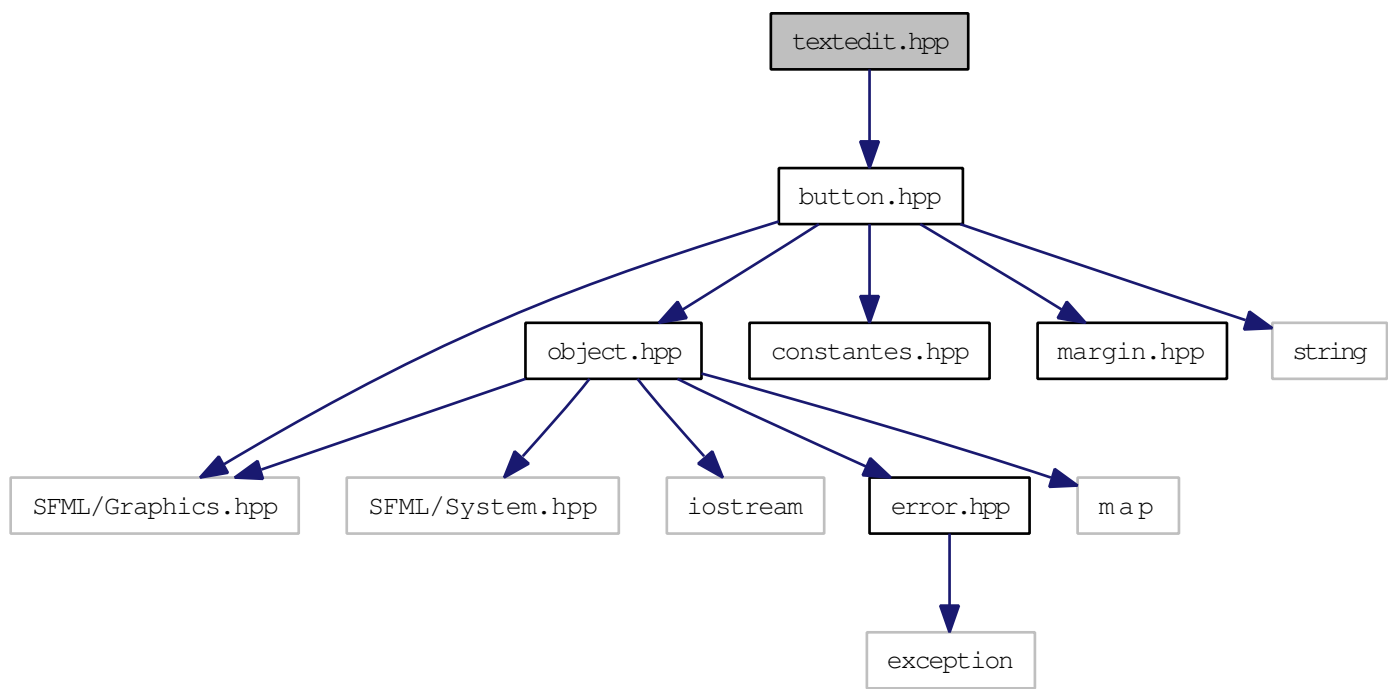 textedit.hpp
button.hpp
object.hpp
constantes.hpp
margin.hpp
string
SFML/Graphics.hpp
SFML/System.hpp
iostream
error.hpp
map
exception